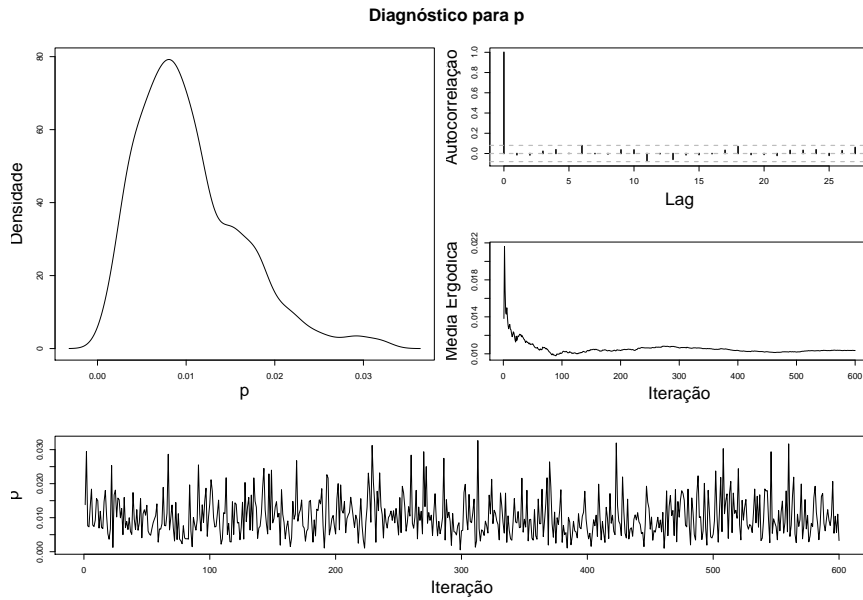 Diagnóstico para p
Densidade
0 20 40 60 80
0.00 0.01 0.02 0.03
p
Autocorrelação
0.0 0.2 0.4 0.6 0.8 1.0
0 5 10 15 20 25
Lag
Média Ergódica
0.010 0.014 0.018 0.022
0 100 200 300 400 500 600
Iteração
p
0.000 0.010 0.020 0.030
0 100 200 300 400 500 600
Iteração